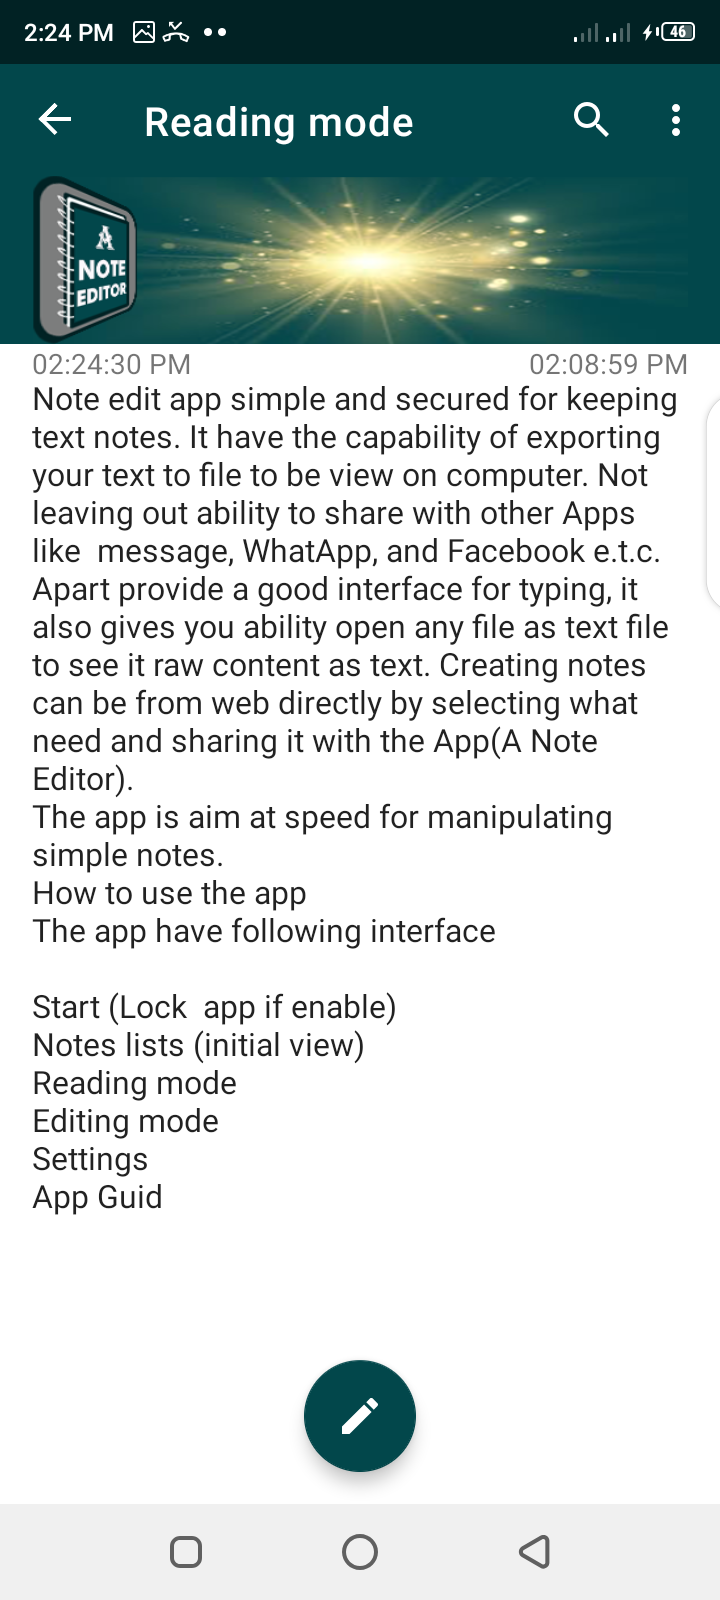 2:24 PM
46
Reading mode
A
NOTE
EDITOR
02:24:30 PM 02:08:59 PM
Note edit app simple and secured for keeping
text notes. It have the capability of exporting
your text to file to be view on computer. Not
leaving out ability to share with other Apps
like  message, WhatApp, and Facebook e.t.c.
Apart provide a good interface for typing, it
also gives you ability open any file as text file
to see it raw content as text. Creating notes
can be from web directly by selecting what
need and sharing it with the App(A Note
Editor).
The app is aim at speed for manipulating
simple notes.
How to use the app
The app have following interface
Start (Lock  app if enable)
Notes lists (initial view)
Reading mode
Editing mode
Settings
App Guid